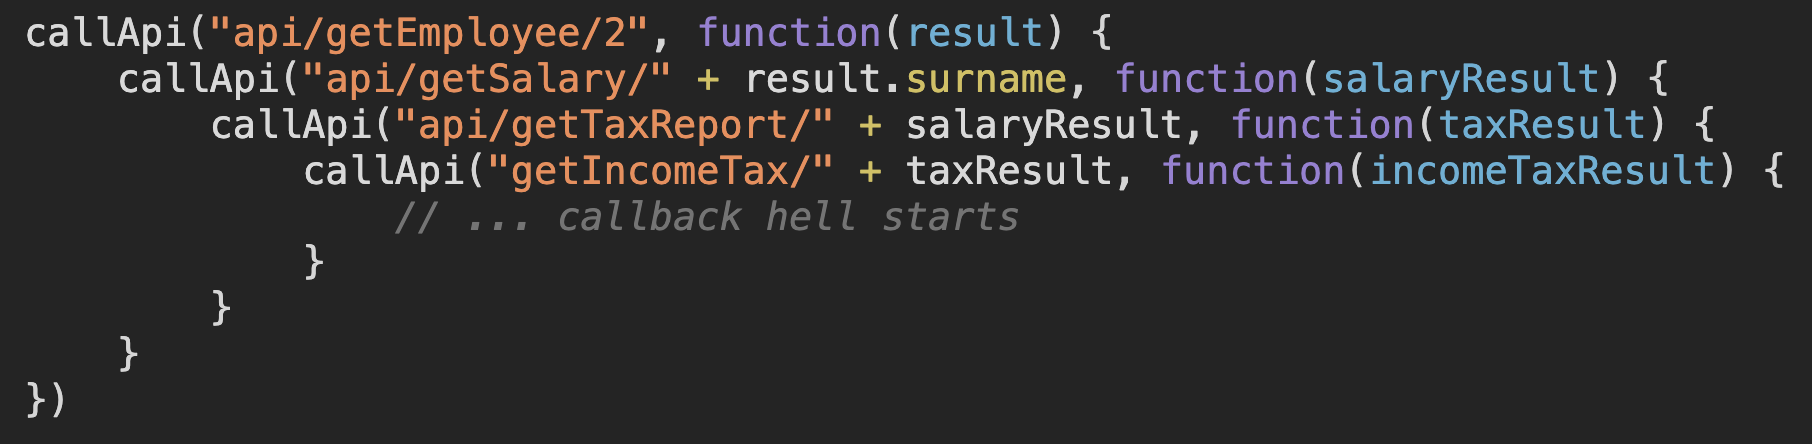 callApi("api/getEmployee/2", function(result) {
    callApi("api/getSalary/" + result.surname, function(salaryResult) {
        callApi("api/getTaxReport/" + salaryResult, function(taxResult) {
            callApi("getIncomeTax/" + taxResult, function(incomeTaxResult) {
                // ... callback hell starts
            }
        }
    }
})